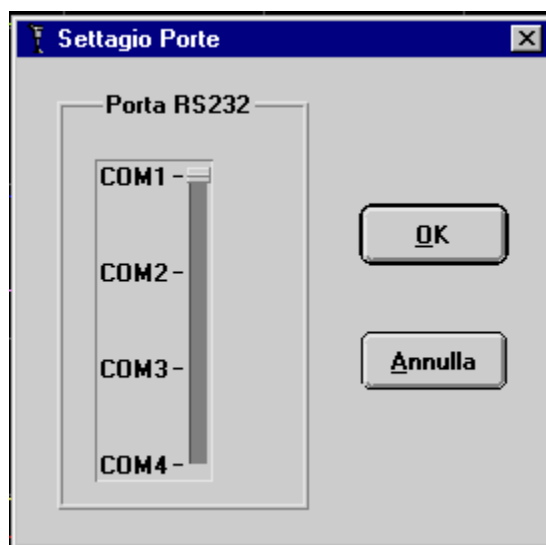 Settagio Porte
Porta RS232
COM1
COM2
COM3
COM4
OK
Annulla